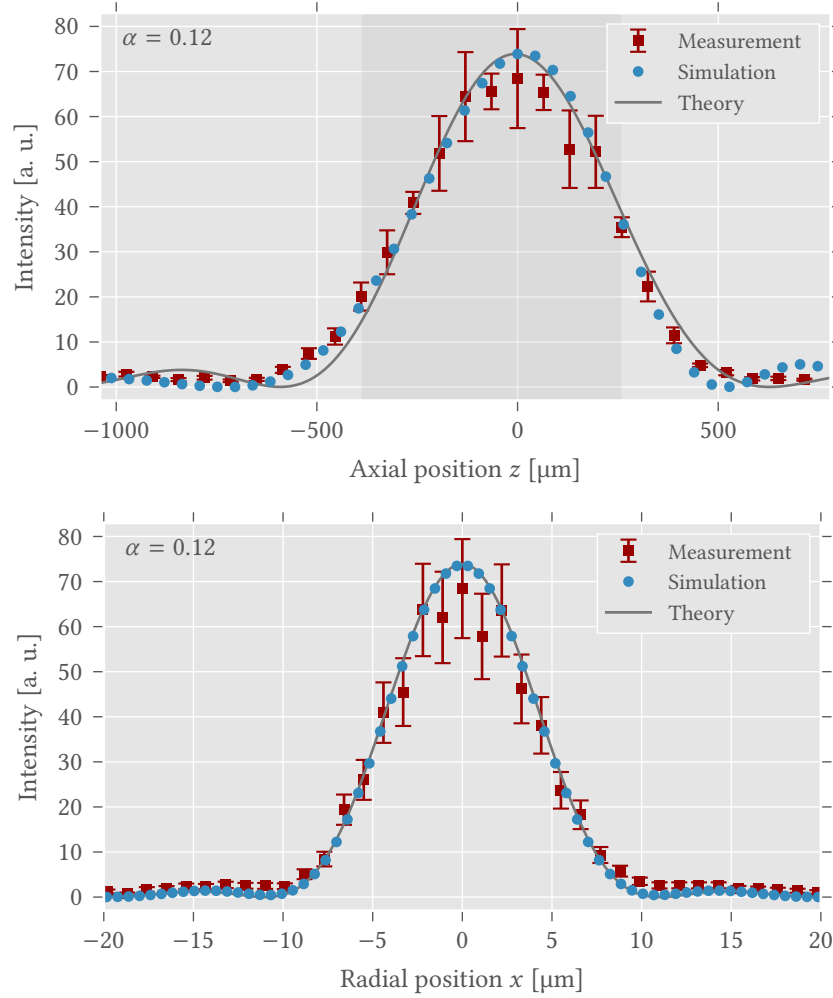 80
70
60
50
40
30
20
10
0
Intensity [a. u.]
α = 0.12
Measurement
Simulation
Theory
−1000
−500
0
500
Axial position z [µm]
80
70
60
50
40
30
20
10
0
Intensity [a. u.]
α = 0.12
Measurement
Simulation
Theory
−20
−15
−10
−5
0
5
10
15
20
Radial position x [µm]